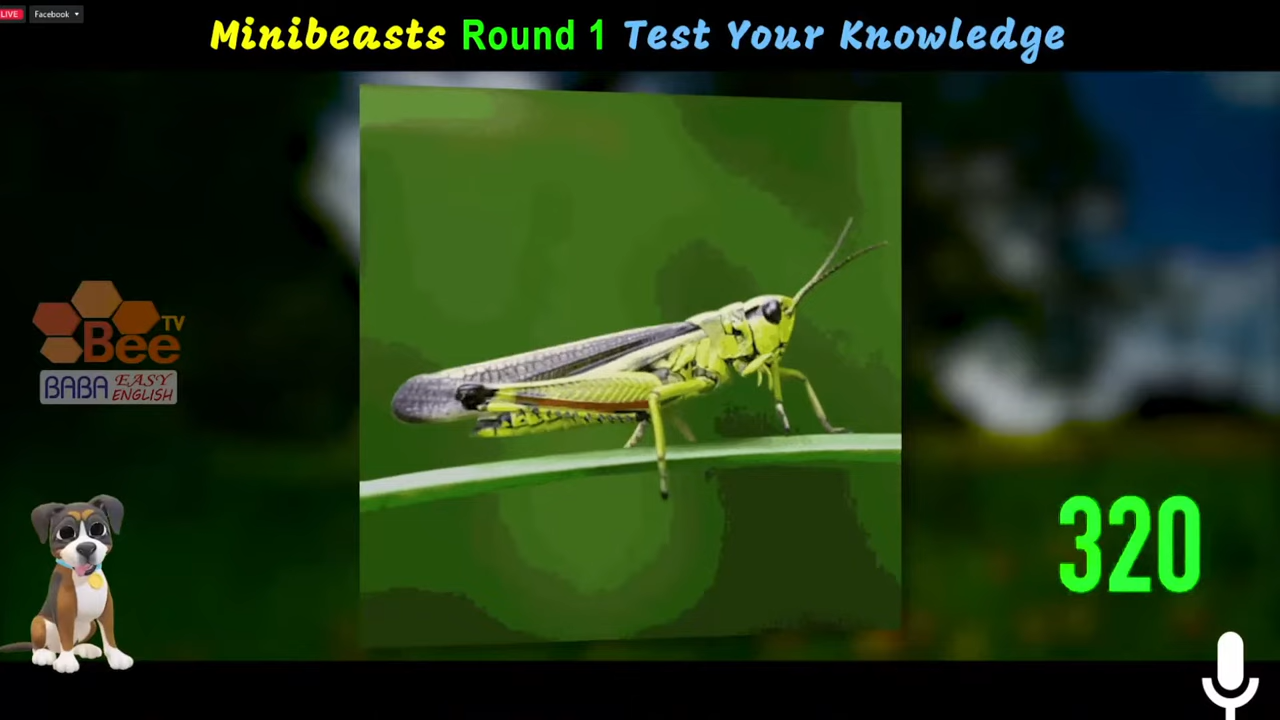 LIVE
Facebook
Minibeasts Round 1 Test Your Knowledge
Bee TV
BABA EASY ENGLISH
320